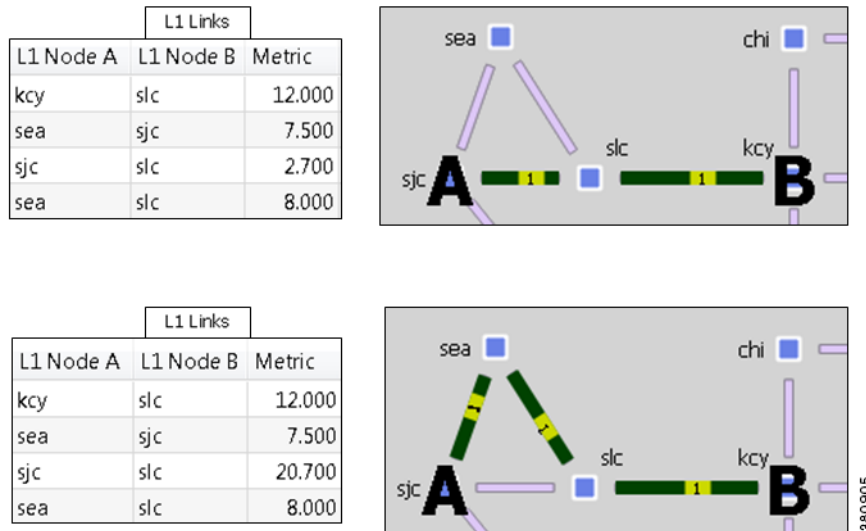 L1 Links
L1 Node A L1 Node B Metric
kcy slc 12.000
sea sjc 7.500
sjc slc 2.700
sea slc 8.000
sea
chi
slc
kcy
sjc A 1 1 B
L1 Links
L1 Node A L1 Node B Metric
kcy slc 12.000
sea sjc 7.500
sjc slc 20.700
sea slc 8.000
sea
chi
1 1
slc
kcy
sjc A 1 B